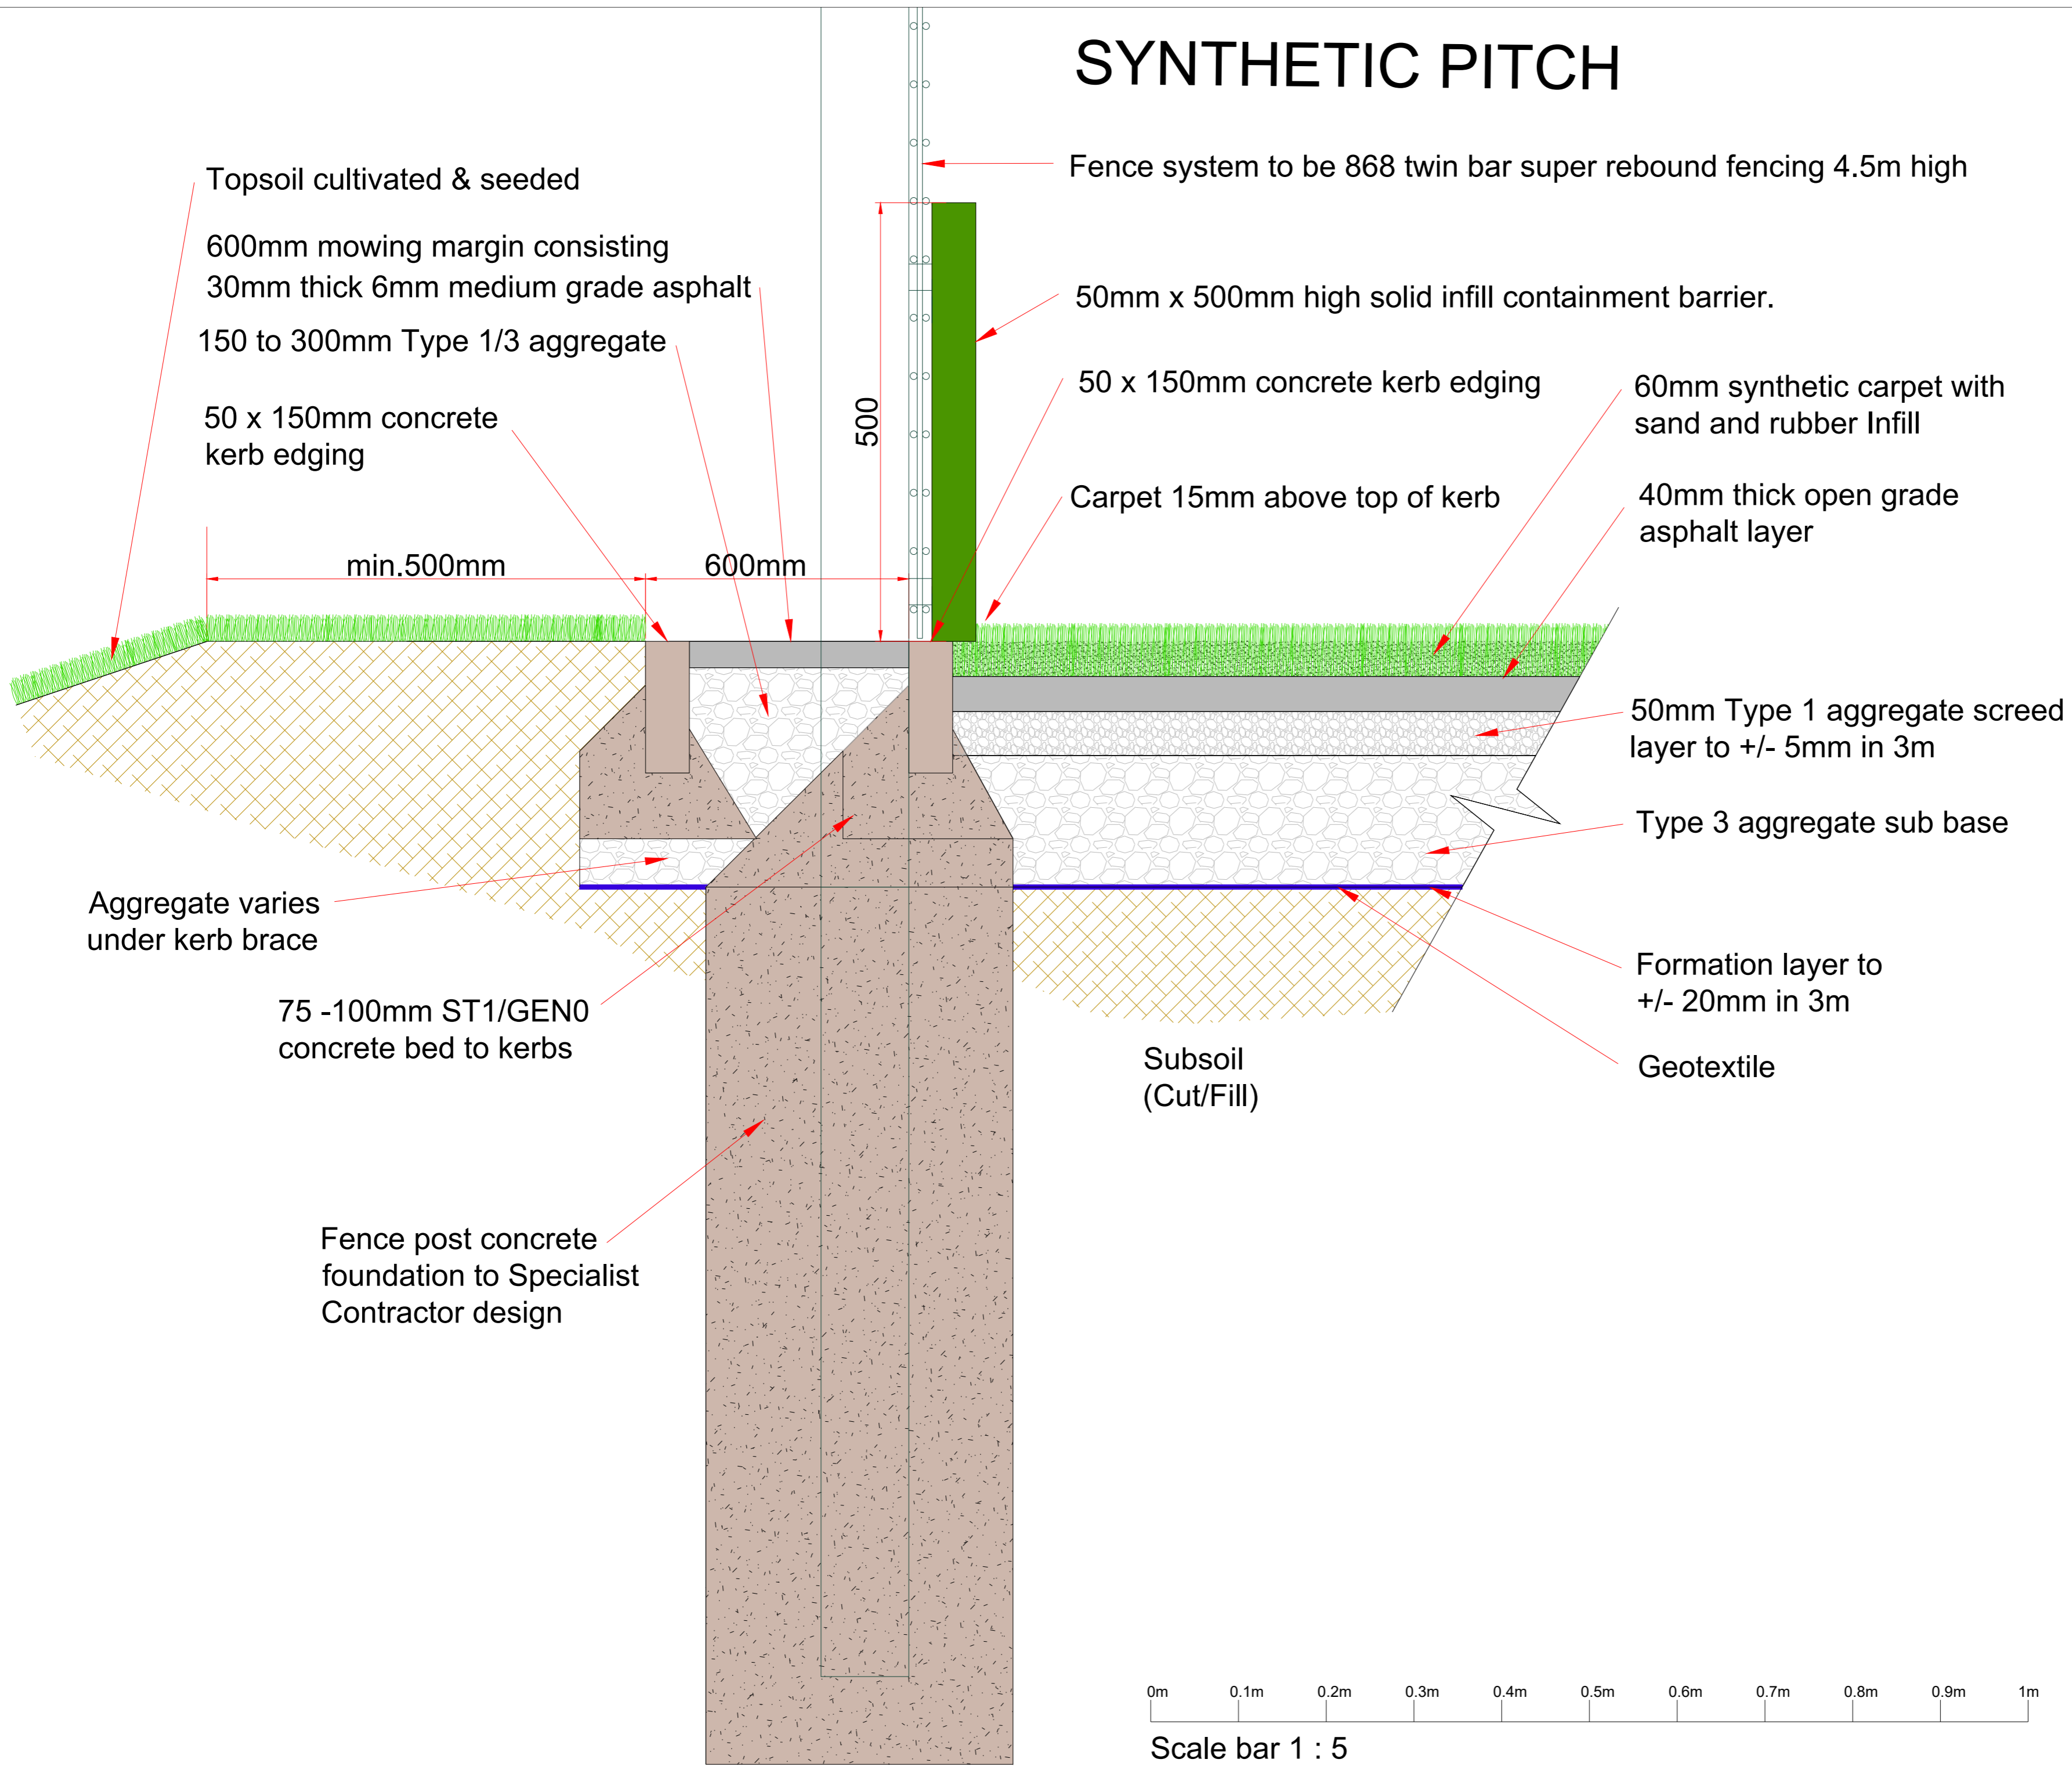 SYNTHETIC PITCH
Fence system to be 868 twin bar super rebound fencing 4.5m high
Topsoil cultivated & seeded
600mm mowing margin consisting
30mm thick 6mm medium grade asphalt
150 to 300mm Type 1/3 aggregate
50 x 150mm concrete
kerb edging
50mm x 500mm high solid infill containment barrier.
50 x 150mm concrete kerb edging
60mm synthetic carpet with
sand and rubber Infill
500
Carpet 15mm above top of kerb
40mm thick open grade
asphalt layer
min.500mm
600mm
50mm Type 1 aggregate screed
layer to +/- 5mm in 3m
Type 3 aggregate sub base
Aggregate varies
under kerb brace
Formation layer to
+/- 20mm in 3m
75 -100mm ST1/GEN0
concrete bed to kerbs
Subsoil
(Cut/Fill)
Geotextile
Fence post concrete
foundation to Specialist
Contractor design
0m 0.1m 0.2m 0.3m 0.4m 0.5m 0.6m 0.7m 0.8m 0.9m 1m
Scale bar 1 : 5